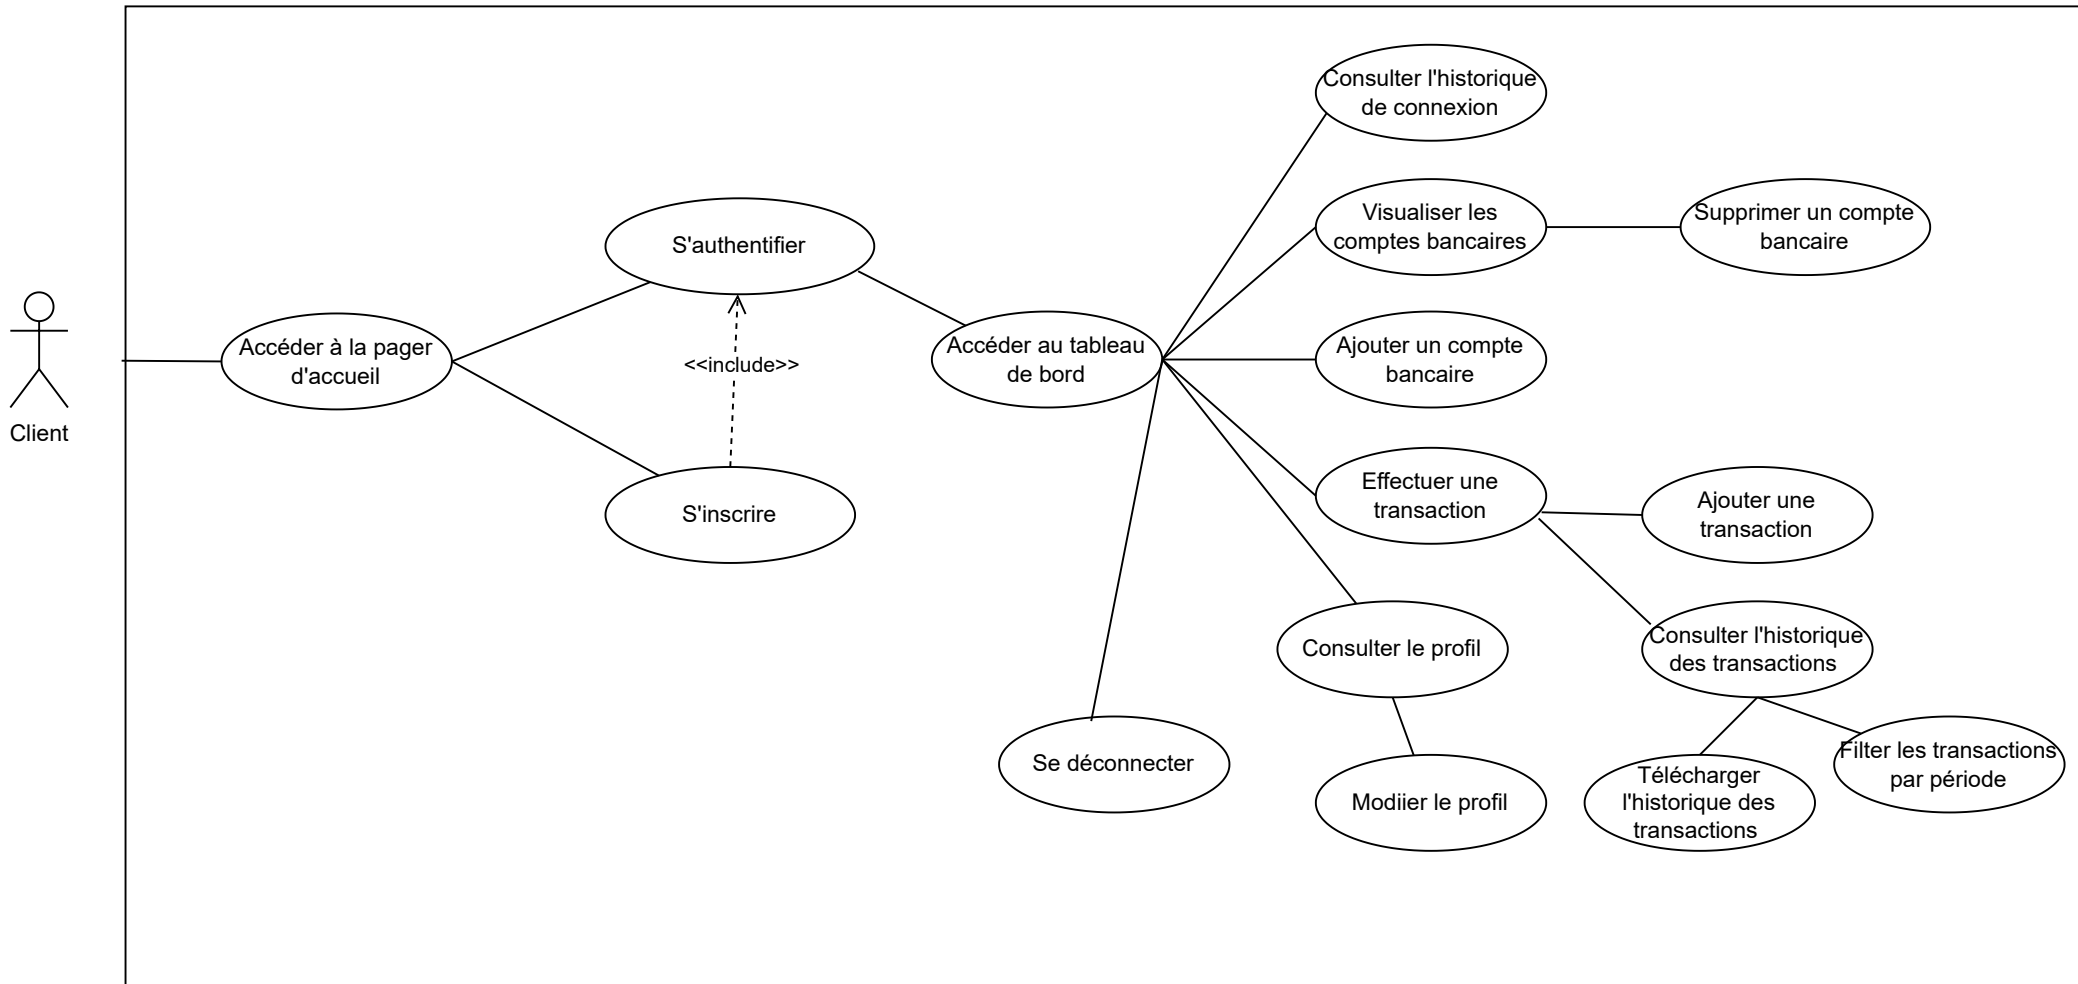 Consulter l'historique
de connexion
Visualiser les
comptes bancaires
Supprimer un compte
bancaire
S'authentifier
Accéder à la pager
d'accueil
<<include>>
Accéder au tableau
de bord
Ajouter un compte
bancaire
Client
Effectuer une
transaction
Ajouter une
transaction
S'inscrire
Consulter le profil
Consulter l'historique
des transactions
Se déconnecter
Modiier le profil
Télécharger
l'historique des
transactions
Filter les transactions
par période